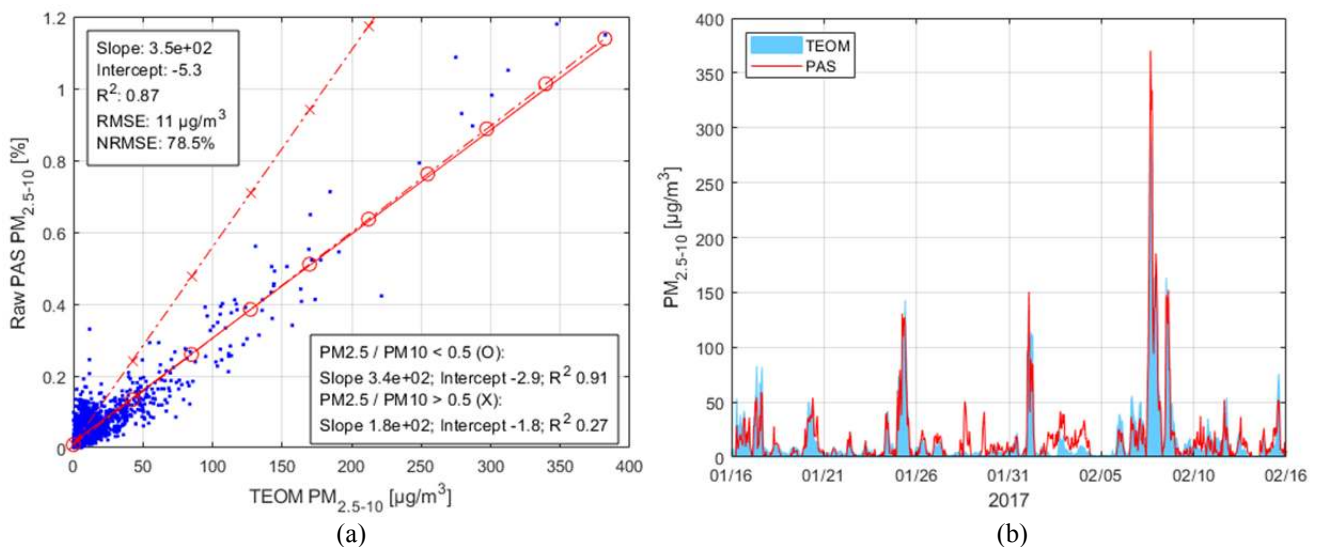 Slope: 3.5e+02
Intercept: -5.3
R2: 0.87
RMSE: 11 µg/m3
NRMSE: 78.5%
PM2.5 / PM10 < 0.5 (O):
Slope 3.4e+02; Intercept -2.9; R2 0.91
PM2.5 / PM10 > 0.5 (X):
Slope 1.8e+02; Intercept -1.8; R2 0.27
Raw PAS PM2.5-10 [%]
1.2
1
0.8
0.6
0.4
0.2
0
0 50 100 150 200 250 300 350 400
TEOM PM2.5-10 [µg/m3]
(a)
TEOM
PAS
PM2.5-10 [µg/m3]
400
350
300
250
200
150
100
50
0
01/16 01/21 01/26 01/31 02/05 02/10 02/16
2017
(b)